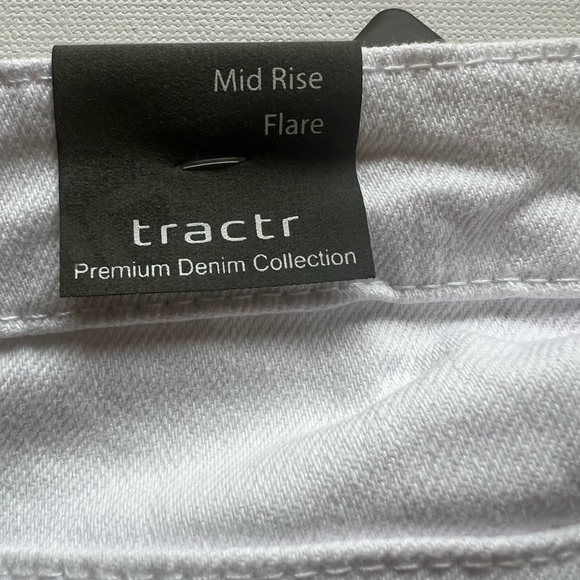 Mid Rise
Flare
tractr
Premium Denim Collection